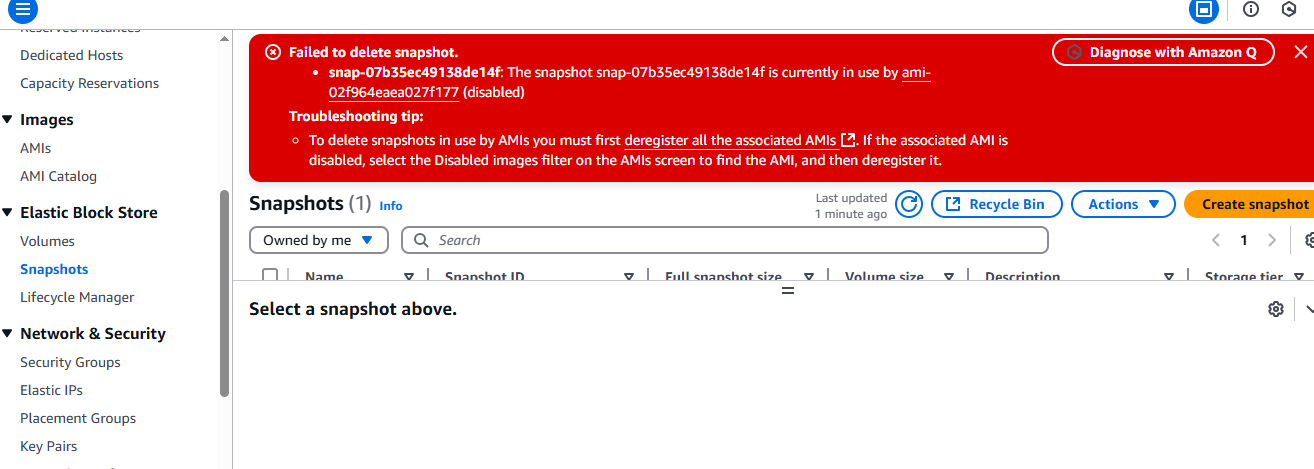 Reserved Instances
Dedicated Hosts
Capacity Reservations
Images
AMIs
AMI Catalog
Elastic Block Store
Volumes
Snapshots
Lifecycle Manager
Network & Security
Security Groups
Elastic IPs
Placement Groups
Key Pairs
Failed to delete snapshot.
snap-07b35ec49138de14f: The snapshot snap-07b35ec49138de14f is currently in use by ami-
02f964eaea027f177 (disabled)
Troubleshooting tip:
To delete snapshots in use by AMIs you must first deregister all the associated AMIs. If the associated AMI is
disabled, select the Disabled images filter on the AMIs screen to find the AMI, and then deregister it.
Diagnose with Amazon Q
Snapshots (1) Info
Last updated
1 minute ago
Recycle Bin
Actions
Create snapshot
Owned by me
Search
1
Name Snapshot ID Full snapshot size Volume size Description Storage tier
Select a snapshot above.